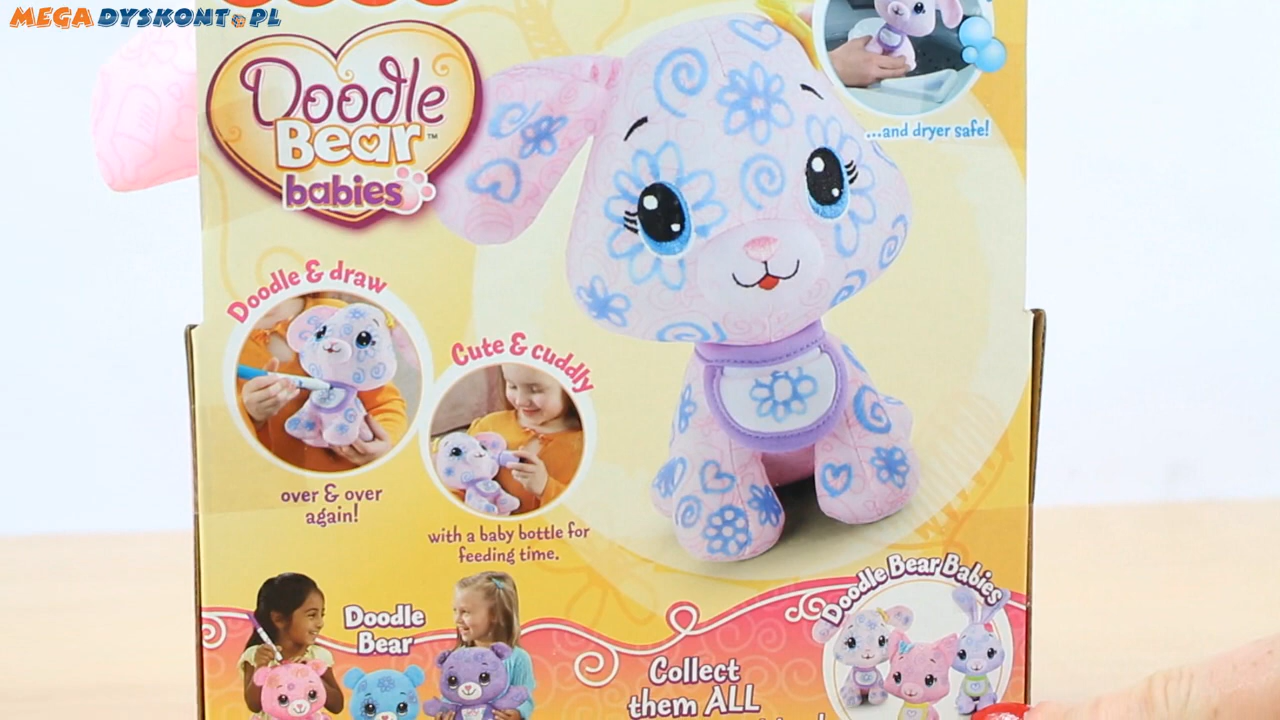 MEGADYSKONT.PL
Doodle
Bear™
babies
...and dryer safe!
Doodle & draw
over & over
again!
Cute & cuddly
with a baby bottle for
feeding time.
Doodle
Bear
Collect
them ALL
Doodle Bear Babies